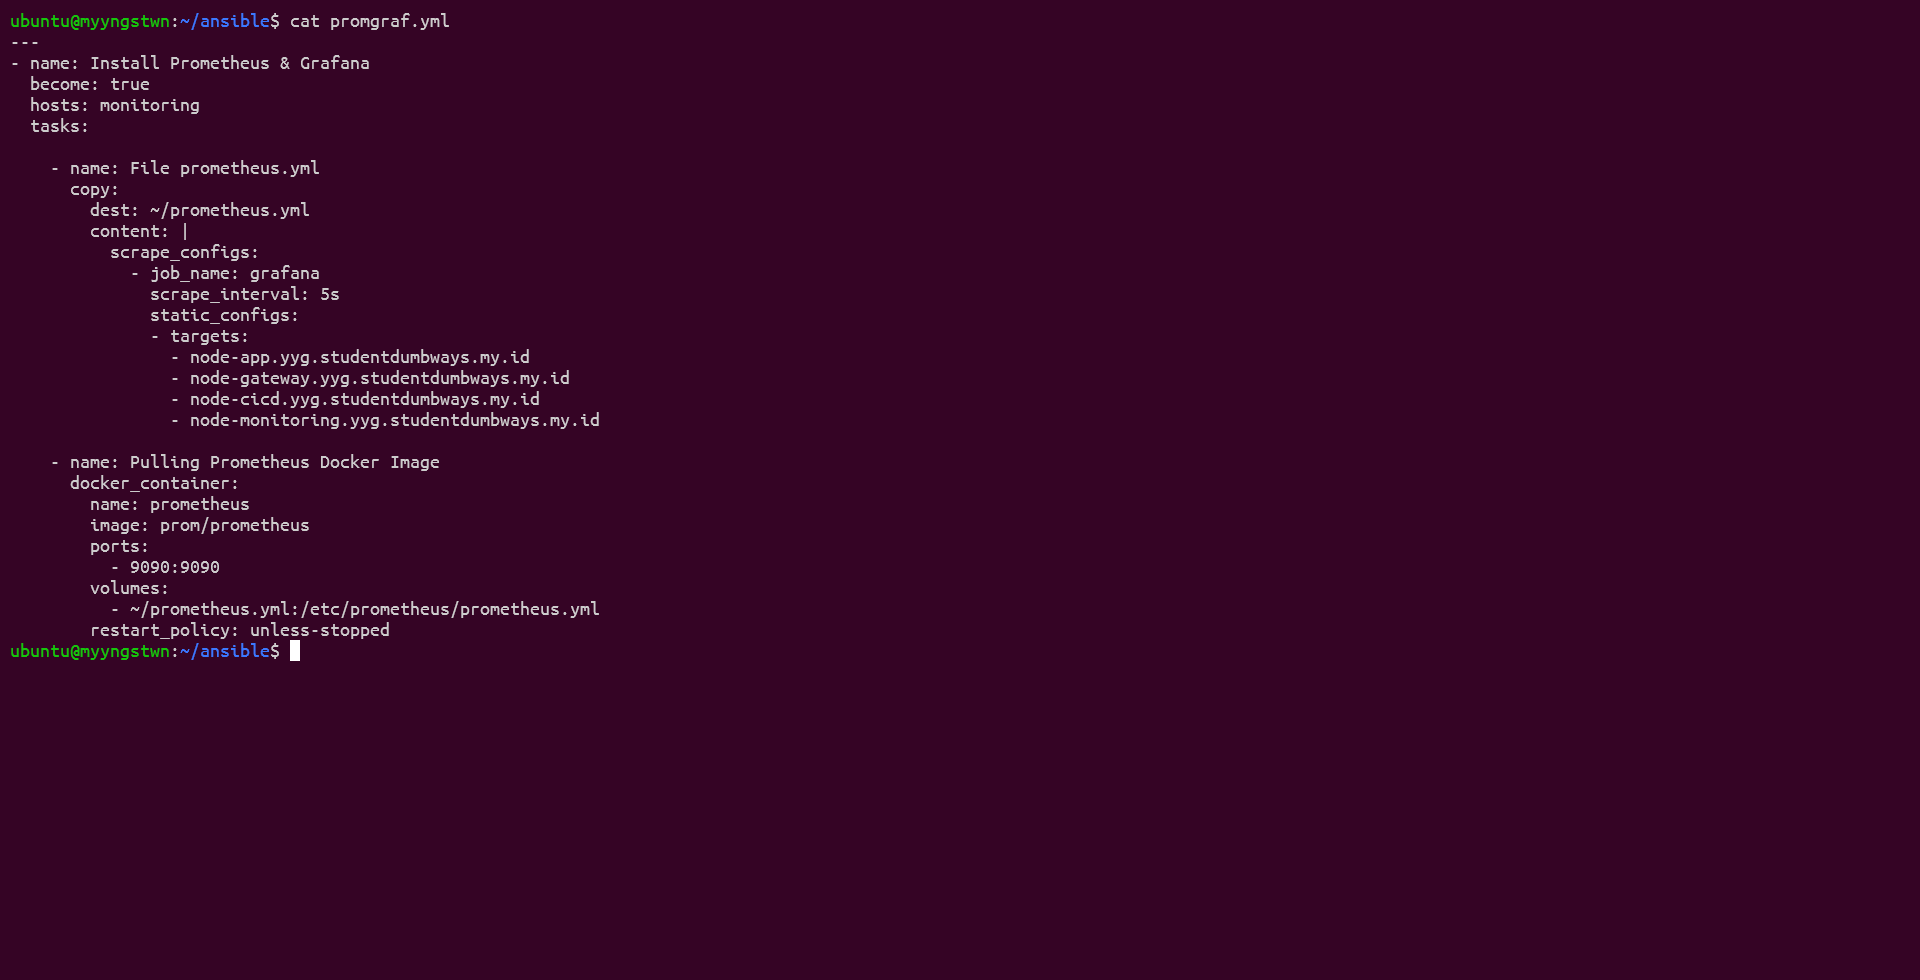 ubuntu@myyngstwn:~/ansible$ cat promgraf.yml
---
- name: Install Prometheus & Grafana
  become: true
  hosts: monitoring
  tasks:

    - name: File prometheus.yml
      copy:
        dest: ~/prometheus.yml
        content: |
          scrape_configs:
            - job_name: grafana
              scrape_interval: 5s
              static_configs:
              - targets:
                - node-app.yyg.studentdumbways.my.id
                - node-gateway.yyg.studentdumbways.my.id
                - node-cicd.yyg.studentdumbways.my.id
                - node-monitoring.yyg.studentdumbways.my.id

    - name: Pulling Prometheus Docker Image
      docker_container:
        name: prometheus
        image: prom/prometheus
        ports:
          - 9090:9090
        volumes:
          - ~/prometheus.yml:/etc/prometheus/prometheus.yml
        restart_policy: unless-stopped
ubuntu@myyngstwn:~/ansible$